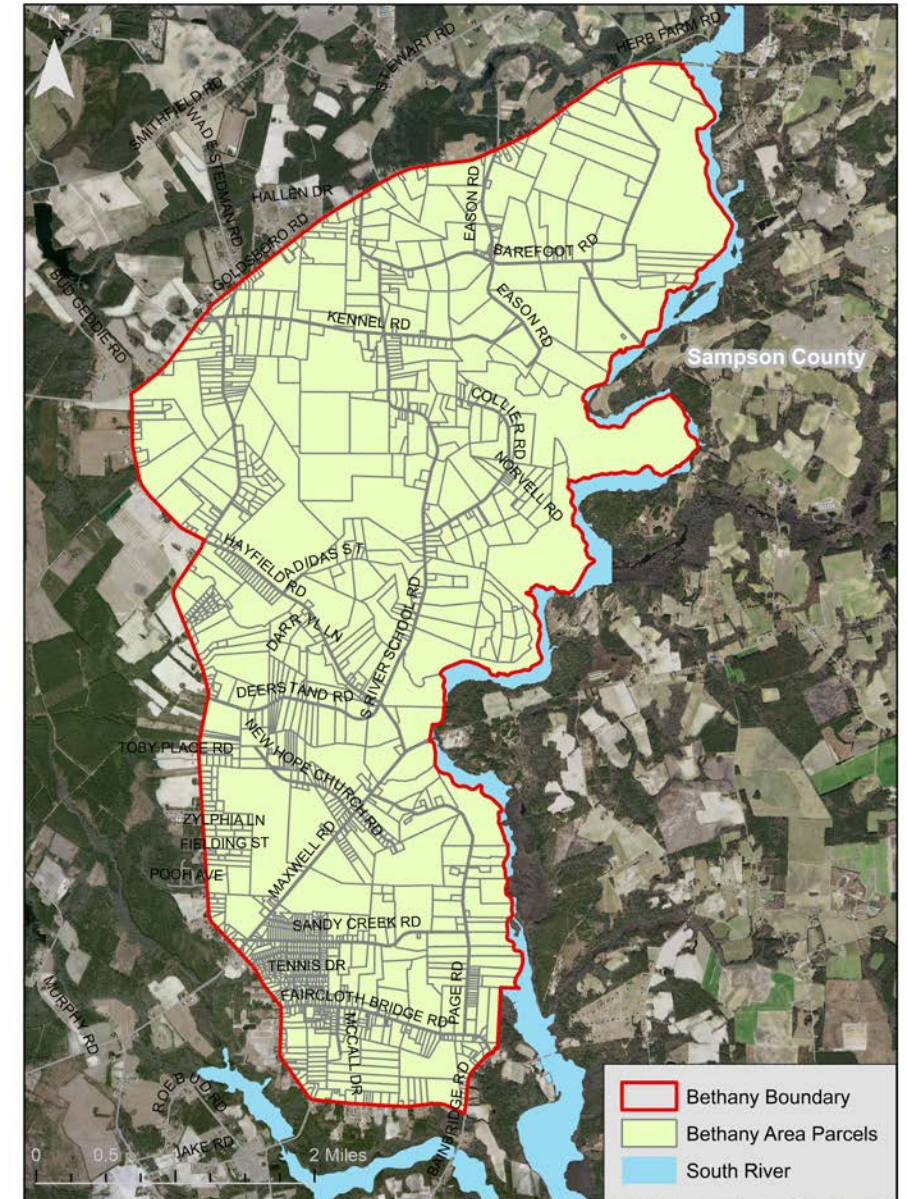 HERB FARM RD
STEWART RD
SMITHFIELD RD
WADE STEDMAN RD
HALLEN DR
GOLDSBORO RD
EASON RD
BAREFOOT RD
BUD GEDDIE RD
EASON RD
KENNEL RD
Sampson County
COLLIER RD
NORVELL RD
HAYFIELD RD
ADIDAS ST
DARRYL LN
S RIVER SCHOOL RD
DEERSTAND RD
TOBY PLACE RD
NEW HOPE CHURCH RD
ZYLPHIA LN
FIELDING ST
MAXWELL RD
POOH AVE
SANDY CREEK RD
TENNIS DR
PAGE RD
FAIRCLOTH BRIDGE RD
MURPHY RD
MCCALL DR
ROEBUD RD
BAINBRIDGE RD
JAKE RD
0 0.5 1 2 Miles
Bethany Boundary
Bethany Area Parcels
South River